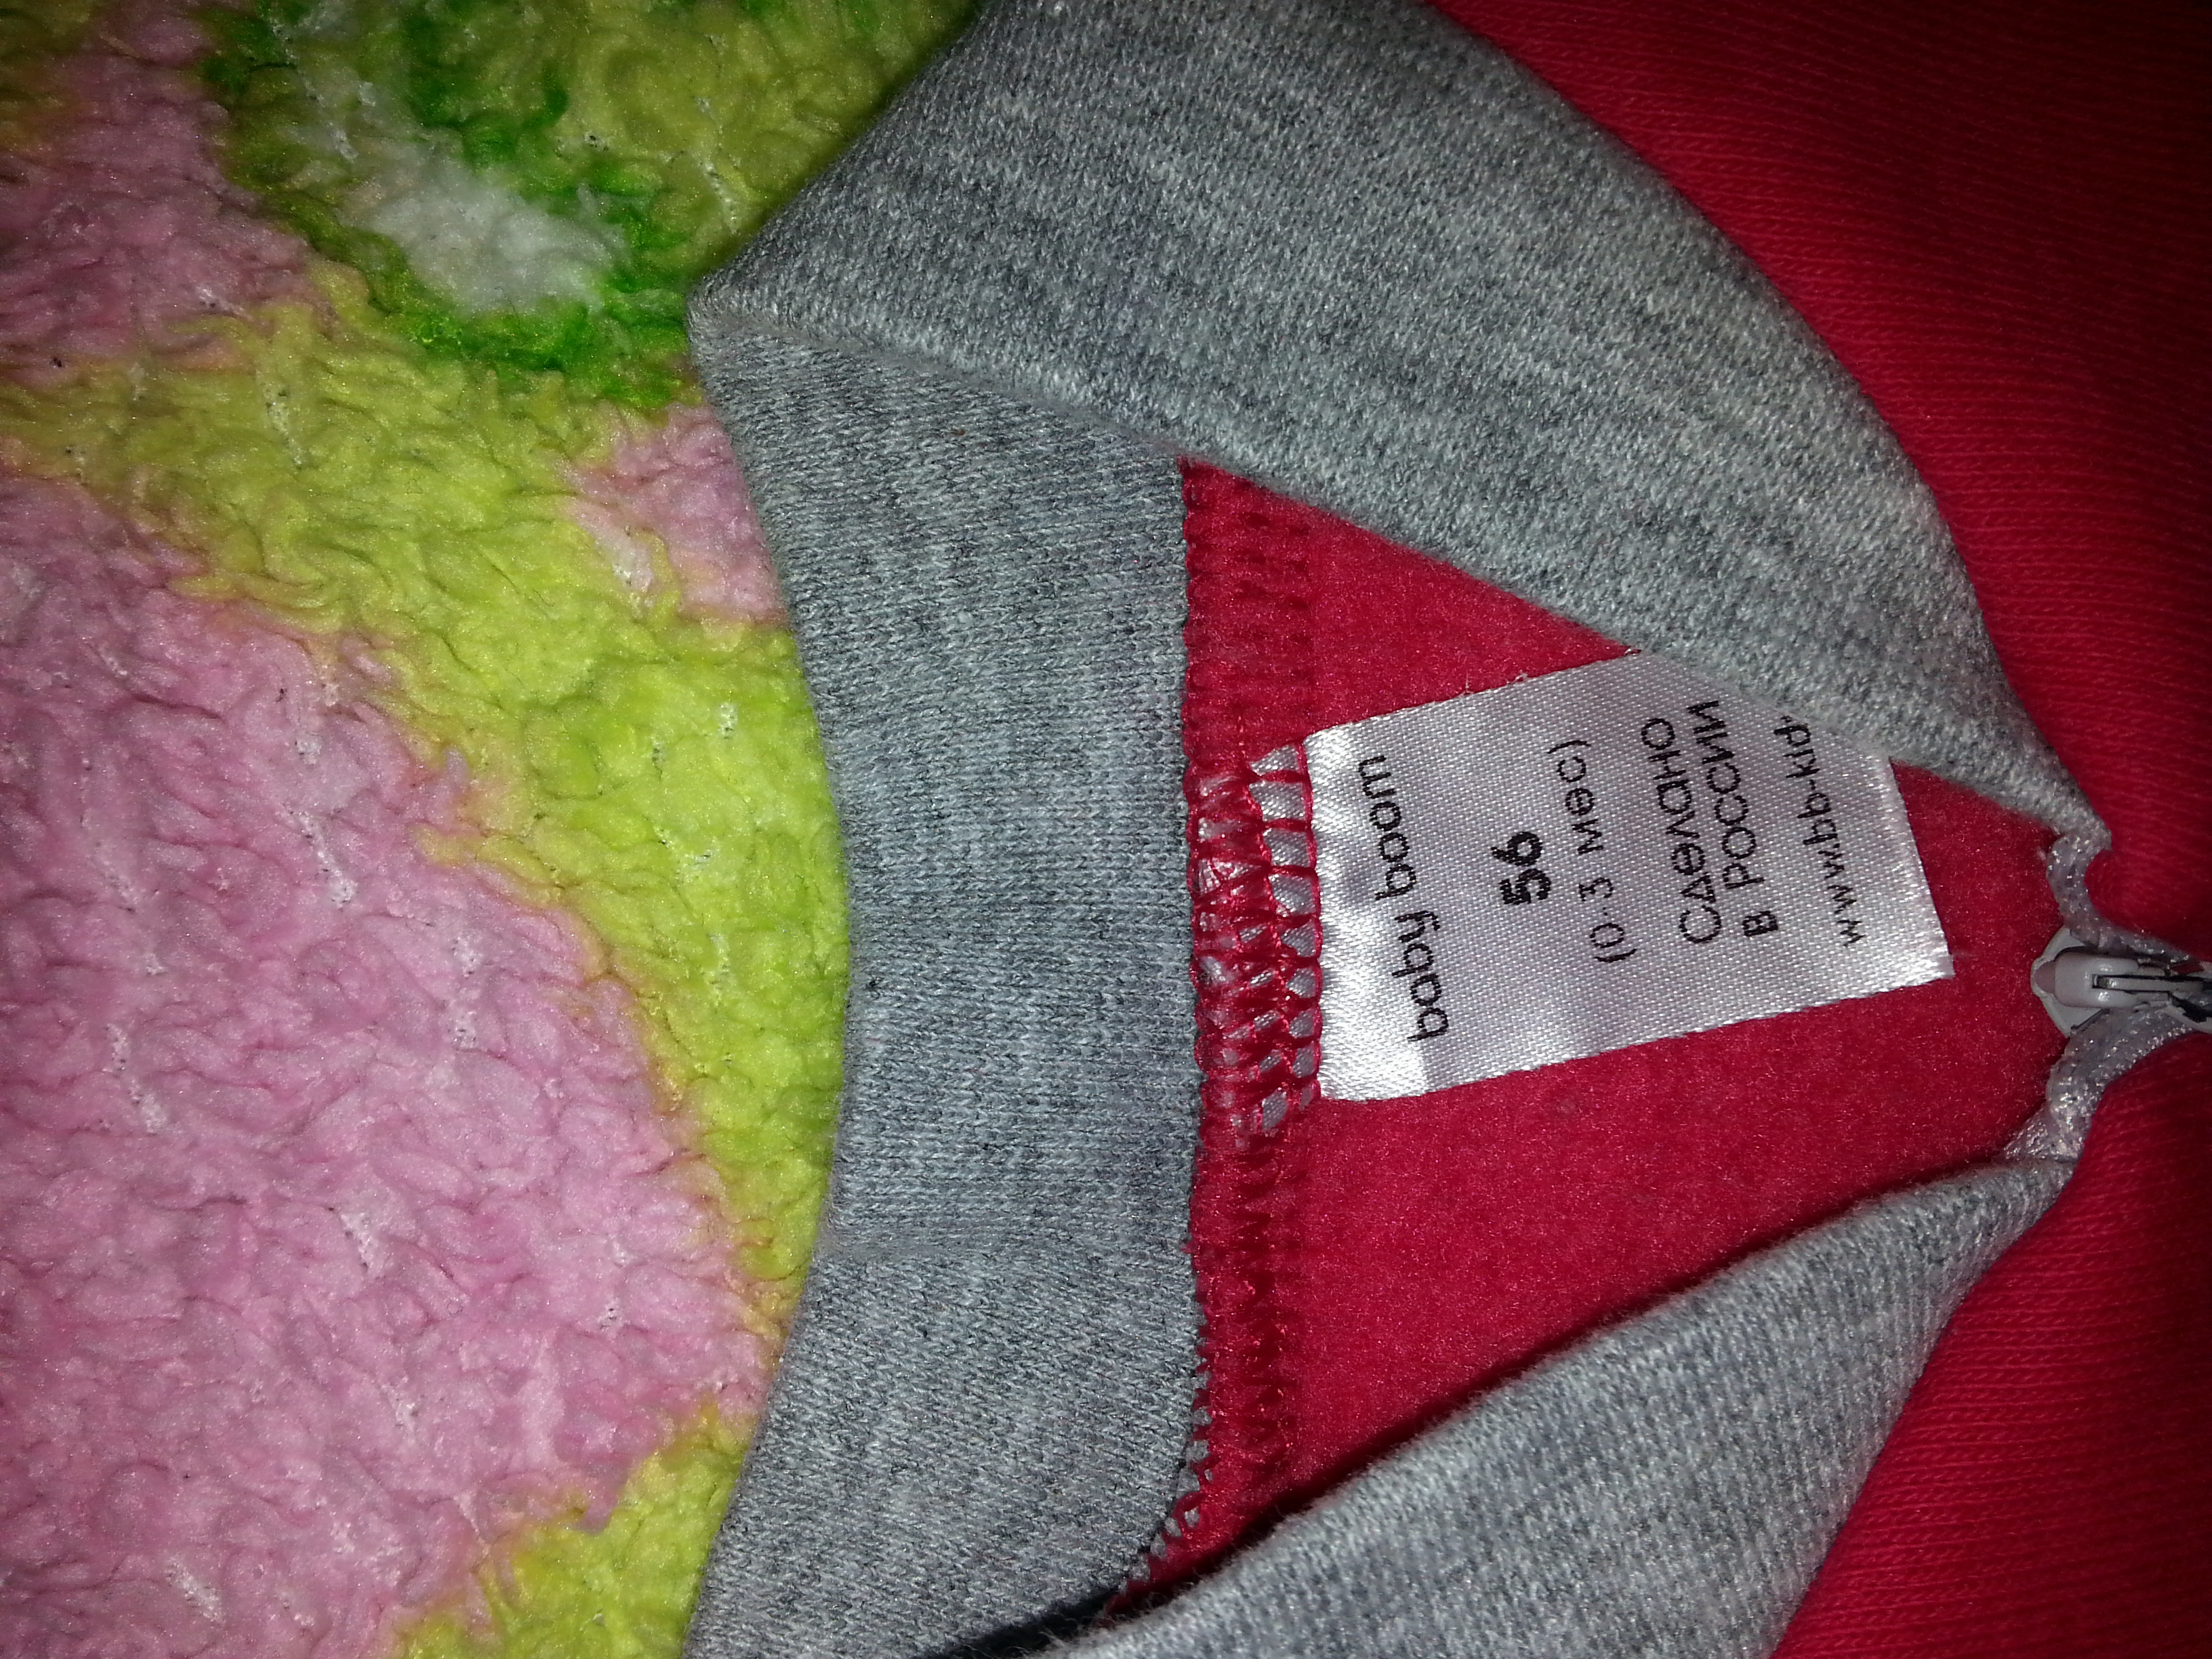 baby boom
56
(0-3 мес)
сделано
в россии
www.bb-kid